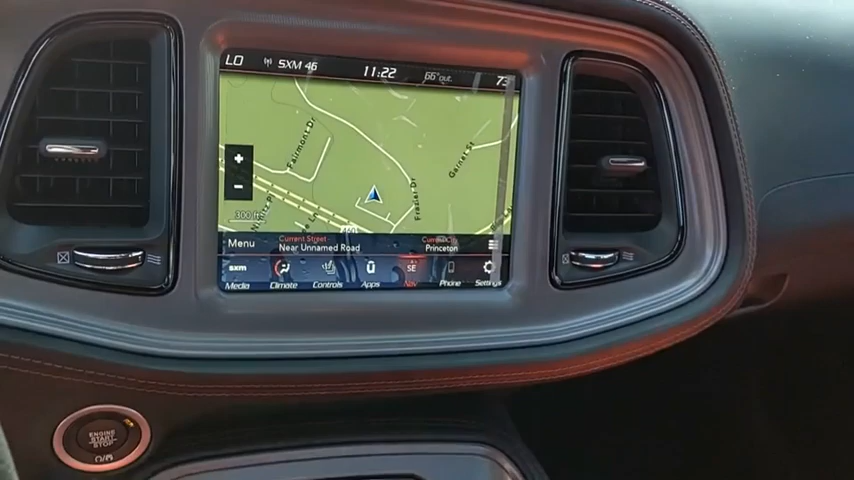 LO SXM 46 11:22 66° out. 73
Fairmont Dr.
Garnet St
Frazier Dr.
+
-
300 ft
Current Street Current City
Menu Near Unnamed Road Princeton
sxm SE
Media Climate Controls Apps Nav Phone Settings
ENGINE
START
STOP